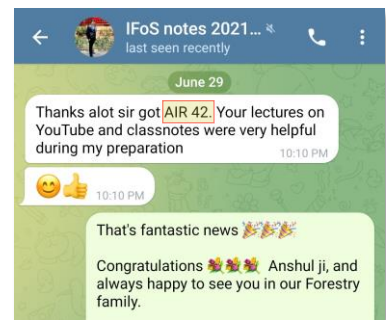 IFoS notes 2021...
last seen recently
June 29
Thanks alot sir got AIR 42. Your lectures on
YouTube and classnotes were very helpful
during my preparation
10:10 PM
😊👍 10:10 PM
That's fantastic news 🎉🎉🎉
Congratulations 💐💐💐 Anshul ji, and
always happy to see you in our Forestry
family.